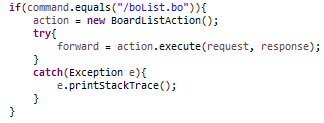 if(command.equals("/boList.bo")){
    action = new BoardListAction();
    try{
        forward = action.execute(request, response);
    }
    catch(Exception e){
        e.printStackTrace();
    }
}